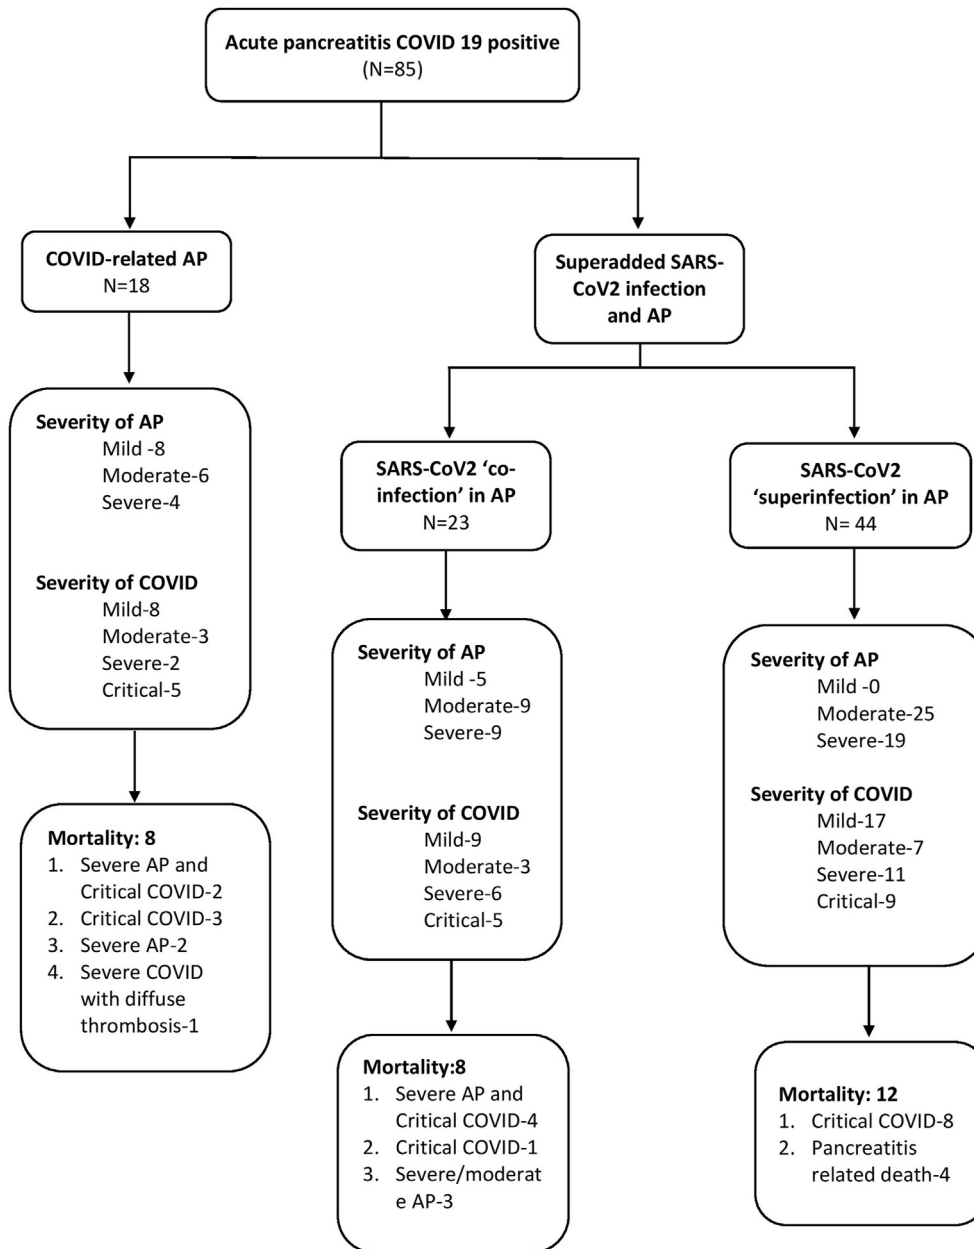 Acute pancreatitis COVID 19 positive
(N=85)
COVID-related AP
N=18
Superadded SARS-
CoV2 infection
and AP
Severity of AP
Mild -8
Moderate-6
Severe-4
Severity of COVID
Mild-8
Moderate-3
Severe-2
Critical-5
Mortality: 8
1. Severe AP and
Critical COVID-2
2. Critical COVID-3
3. Severe AP-2
4. Severe COVID
with diffuse
thrombosis-1
SARS-CoV2 ‘co-
infection’ in AP
N=23
Severity of AP
Mild -5
Moderate-9
Severe-9
Severity of COVID
Mild-9
Moderate-3
Severe-6
Critical-5
Mortality:8
1. Severe AP and
Critical COVID-4
2. Critical COVID-1
3. Severe/moderat
e AP-3
SARS-CoV2
‘superinfection’ in AP
N= 44
Severity of AP
Mild -0
Moderate-25
Severe-19
Severity of COVID
Mild-17
Moderate-7
Severe-11
Critical-9
Mortality: 12
1. Critical COVID-8
2. Pancreatitis
related death-4